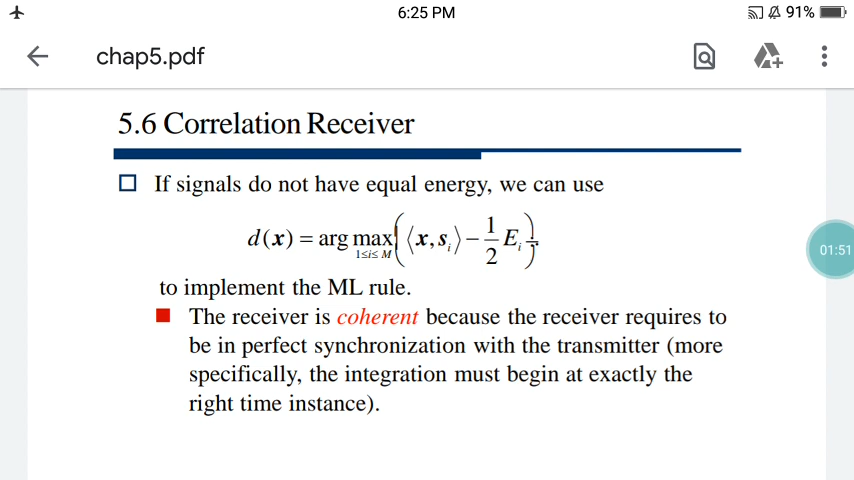 6:25 PM
91%
chap5.pdf
5.6 Correlation Receiver
If signals do not have equal energy, we can use
d(x) = arg max_{1≤i≤M} (⟨x, s_i⟩ − 1/2 E_i)
01:51
to implement the ML rule.
The receiver is coherent because the receiver requires to
be in perfect synchronization with the transmitter (more
specifically, the integration must begin at exactly the
right time instance).